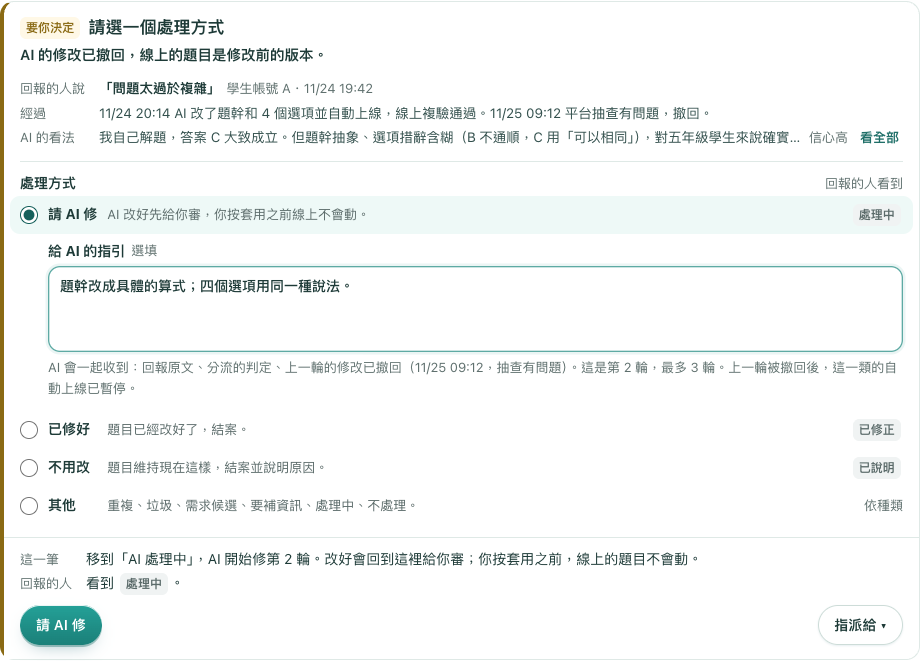 要你決定 請選一個處理方式
AI 的修改已撤回，線上的題目是修改前的版本。
回報的人說 「問題太過於複雜」 學生帳號 A · 11/24 19:42
經過 11/24 20:14 AI 改了題幹和 4 個選項並自動上線，線上複驗通過。11/25 09:12 平台抽查有問題，撤回。
AI 的看法 我自己解題，答案 C 大致成立。但題幹抽象、選項措辭含糊（B 不通順，C 用「可以相同」），對五年級學生來說確實... 信心高 看全部
處理方式 回報的人看到
請 AI 修 AI 改好先給你審，你按套用之前線上不會動。 處理中
給 AI 的指引 選填
題幹改成具體的算式；四個選項用同一種說法。
AI 會一起收到：回報原文、分流的判定、上一輪的修改已撤回（11/25 09:12，抽查有問題）。這是第 2 輪，最多 3 輪。上一輪被撤回後，這一類的自
動上線已暫停。
已修好 題目已經改好了，結案。 已修正
不用改 題目維持現在這樣，結案並說明原因。 已說明
其他 重複、垃圾、需求候選、要補資訊、處理中、不處理。 依種類
這一筆 移到「AI 處理中」，AI 開始修第 2 輪。改好會回到這裡給你審；你按套用之前，線上的題目不會動。
回報的人 看到 處理中 。
請 AI 修 指派給 ▾